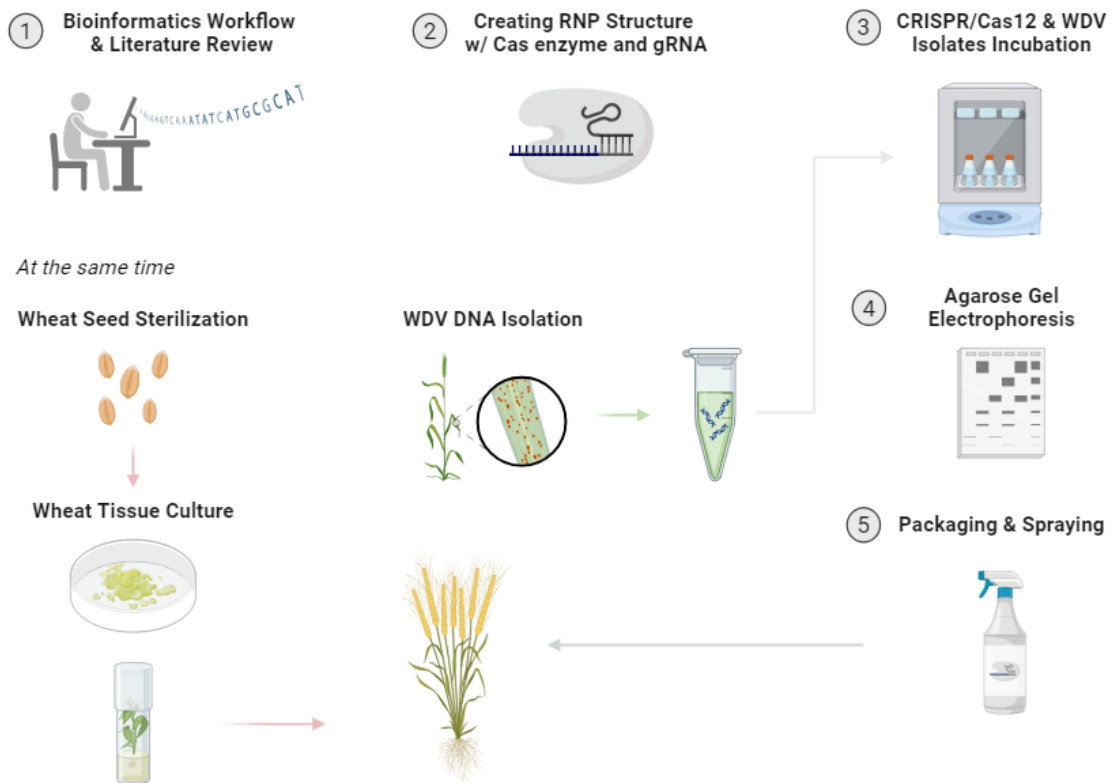 1 Bioinformatics Workflow
& Literature Review
2 Creating RNP Structure
w/ Cas enzyme and gRNA
3 CRISPR/Cas12 & WDV
Isolates Incubation
AAATATCATGCGCAT
At the same time
Wheat Seed Sterilization
WDV DNA Isolation
4 Agarose Gel
Electrophoresis
Wheat Tissue Culture
5 Packaging & Spraying